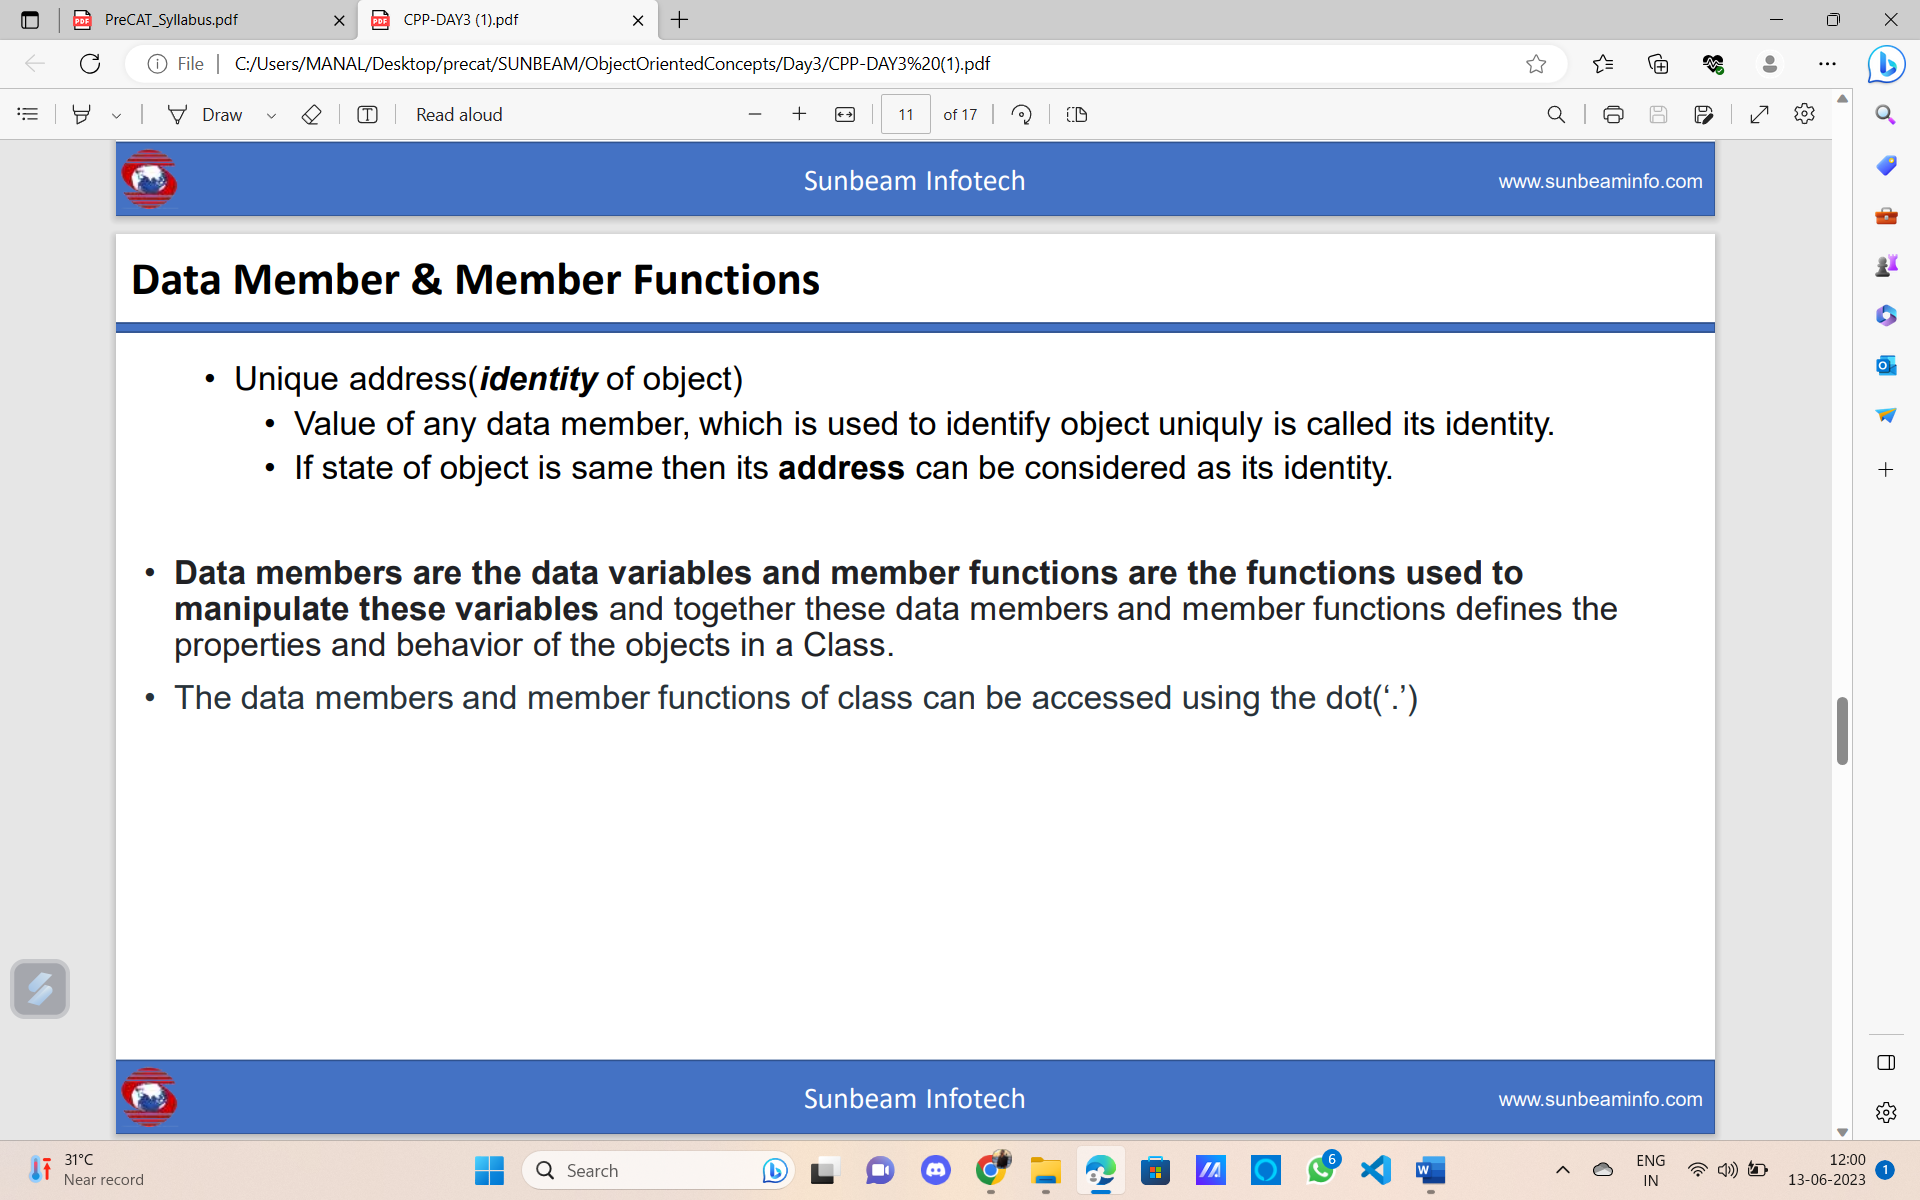 PreCAT_Syllabus.pdf
CPP-DAY3 (1).pdf
File
C:/Users/MANAL/Desktop/precat/SUNBEAM/ObjectOrientedConcepts/Day3/CPP-DAY3%20(1).pdf
Draw
Read aloud
11 of 17
Sunbeam Infotech
www.sunbeaminfo.com
Data Member & Member Functions
• Unique address(identity of object)
• Value of any data member, which is used to identify object uniquly is called its identity.
• If state of object is same then its address can be considered as its identity.
• Data members are the data variables and member functions are the functions used to
manipulate these variables and together these data members and member functions defines the
properties and behavior of the objects in a Class.
• The data members and member functions of class can be accessed using the dot(‘.’)
Sunbeam Infotech
www.sunbeaminfo.com
31°C
Near record
Search
6
ENG
IN
12:00
13-06-2023
1